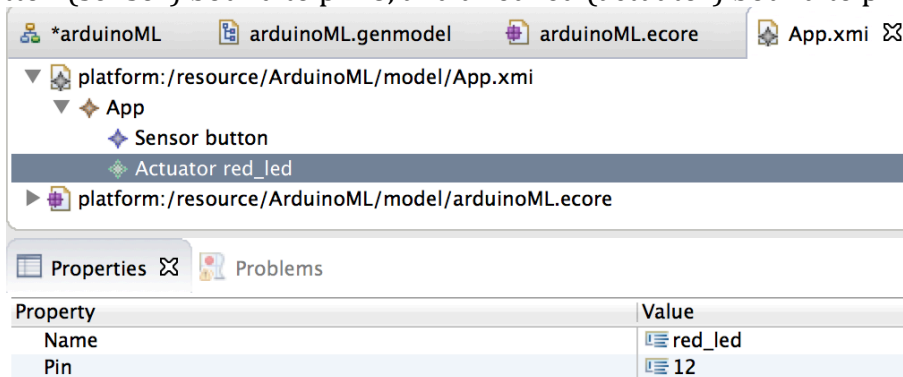 *arduinoML arduinoML.genmodel arduinoML.ecore App.xmi
platform:/resource/ArduinoML/model/App.xmi
App
Sensor button
Actuator red_led
platform:/resource/ArduinoML/model/arduinoML.ecore
Properties Problems
Property Value
Name red_led
Pin 12